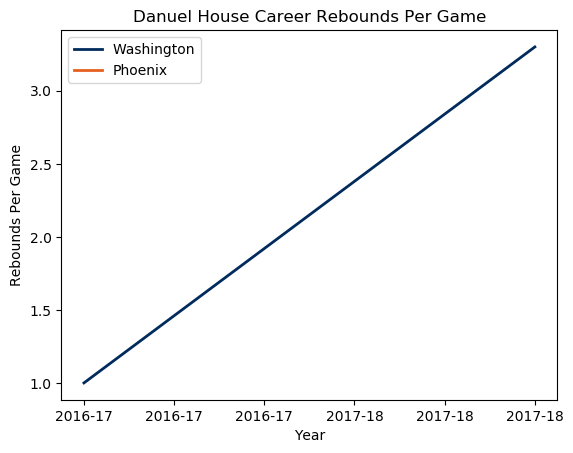 Danuel House Career Rebounds Per Game
Washington
Phoenix
3.0
2.5
2.0
1.5
1.0
Rebounds Per Game
2016-17 2016-17 2016-17 2017-18 2017-18 2017-18
Year